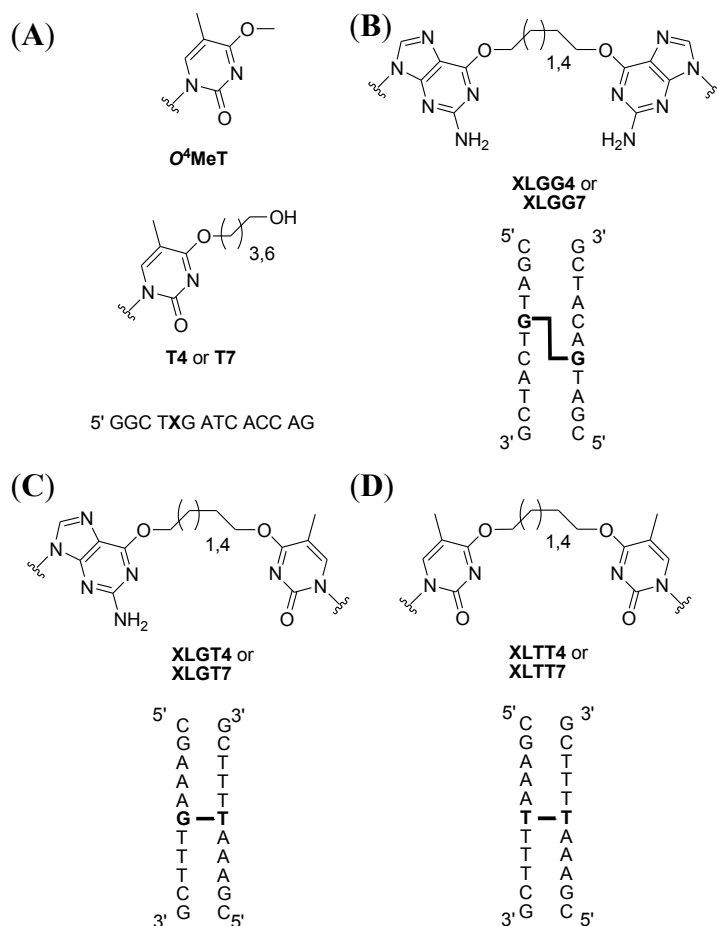 (A)
O
N
N
O
O⁴MeT
OH
O
3,6
N
N
O
T4 or T7
5' GGC TXG ATC ACC AG
(B)
N
O
1,4
O
N
N
N
N
N
N
N
NH₂
H₂N
XLGG4 or
XLGG7
5' 3'
C G
G C
A T
T A
G C
T A
C G
A T
T A
C G
G C
3' 5'
(C)
N
O
1,4
O
N
N
N
N
N
NH₂
O
XLGT4 or
XLGT7
5' 3'
C G
G C
A T
A T
A T
G T
T A
T A
T A
C G
G C
3' 5'
(D)
O
1,4
O
N
N
N
N
O
O
XLTT4 or
XLTT7
5' 3'
C G
G C
A T
A T
A T
T T
T A
T A
T A
C G
G C
3' 5'